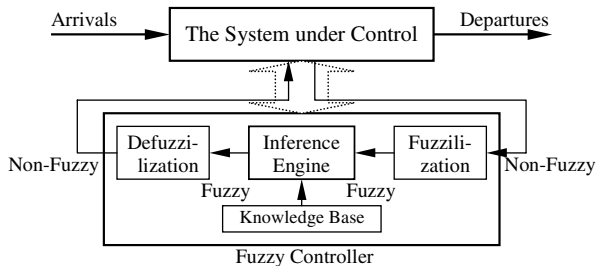 Arrivals
Departures
The System under Control
Defuzzi-
lization
Inference
Engine
Fuzzili-
zation
Non-Fuzzy
Non-Fuzzy
Fuzzy
Fuzzy
Knowledge Base
Fuzzy Controller